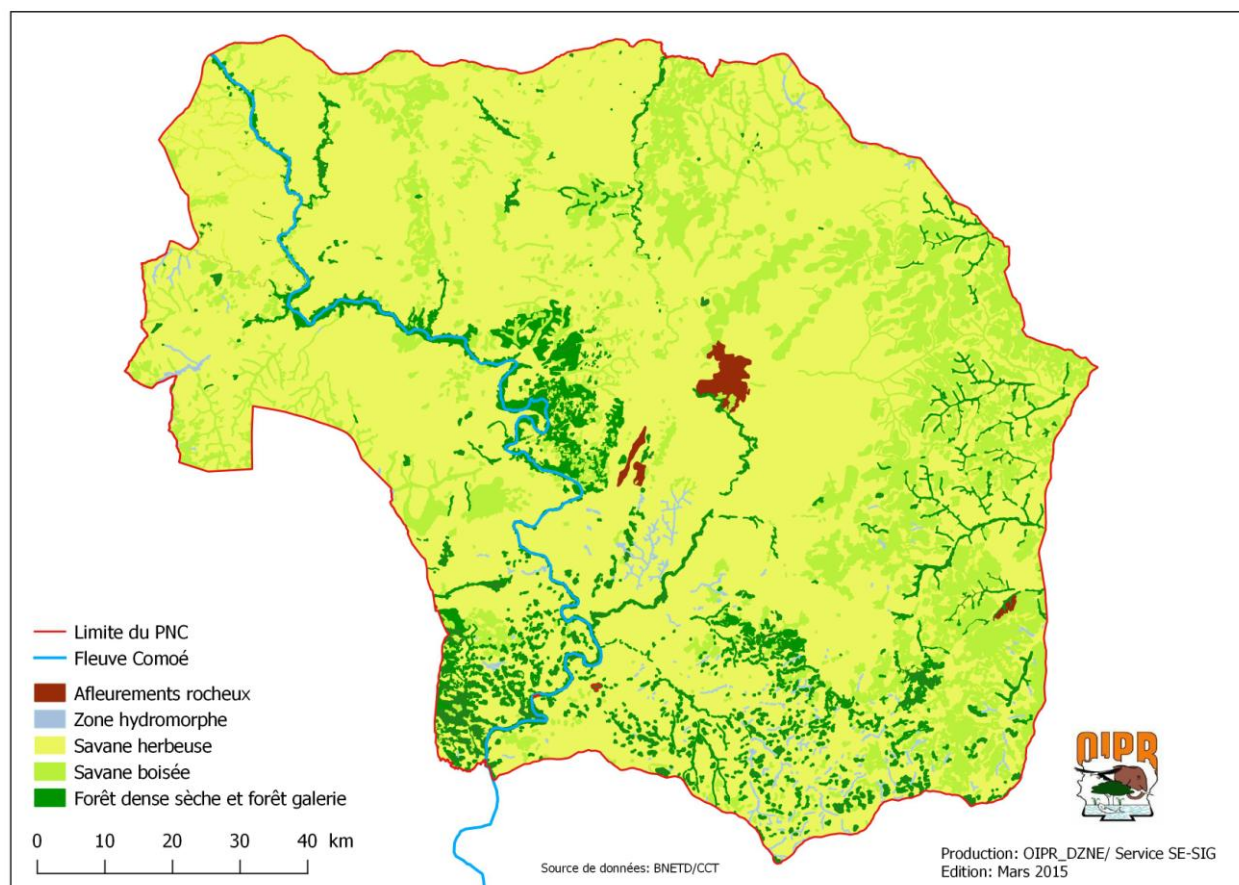 Limite du PNC
Fleuve Comoé
Afleurements rocheux
Zone hydromorphe
Savane herbeuse
Savane boisée
Forêt dense sèche et forêt galerie
0 10 20 30 40 km
Source de données: BNETD/CCT
OIPR
Production: OIPR_DZNE/ Service SE-SIG
Edition: Mars 2015